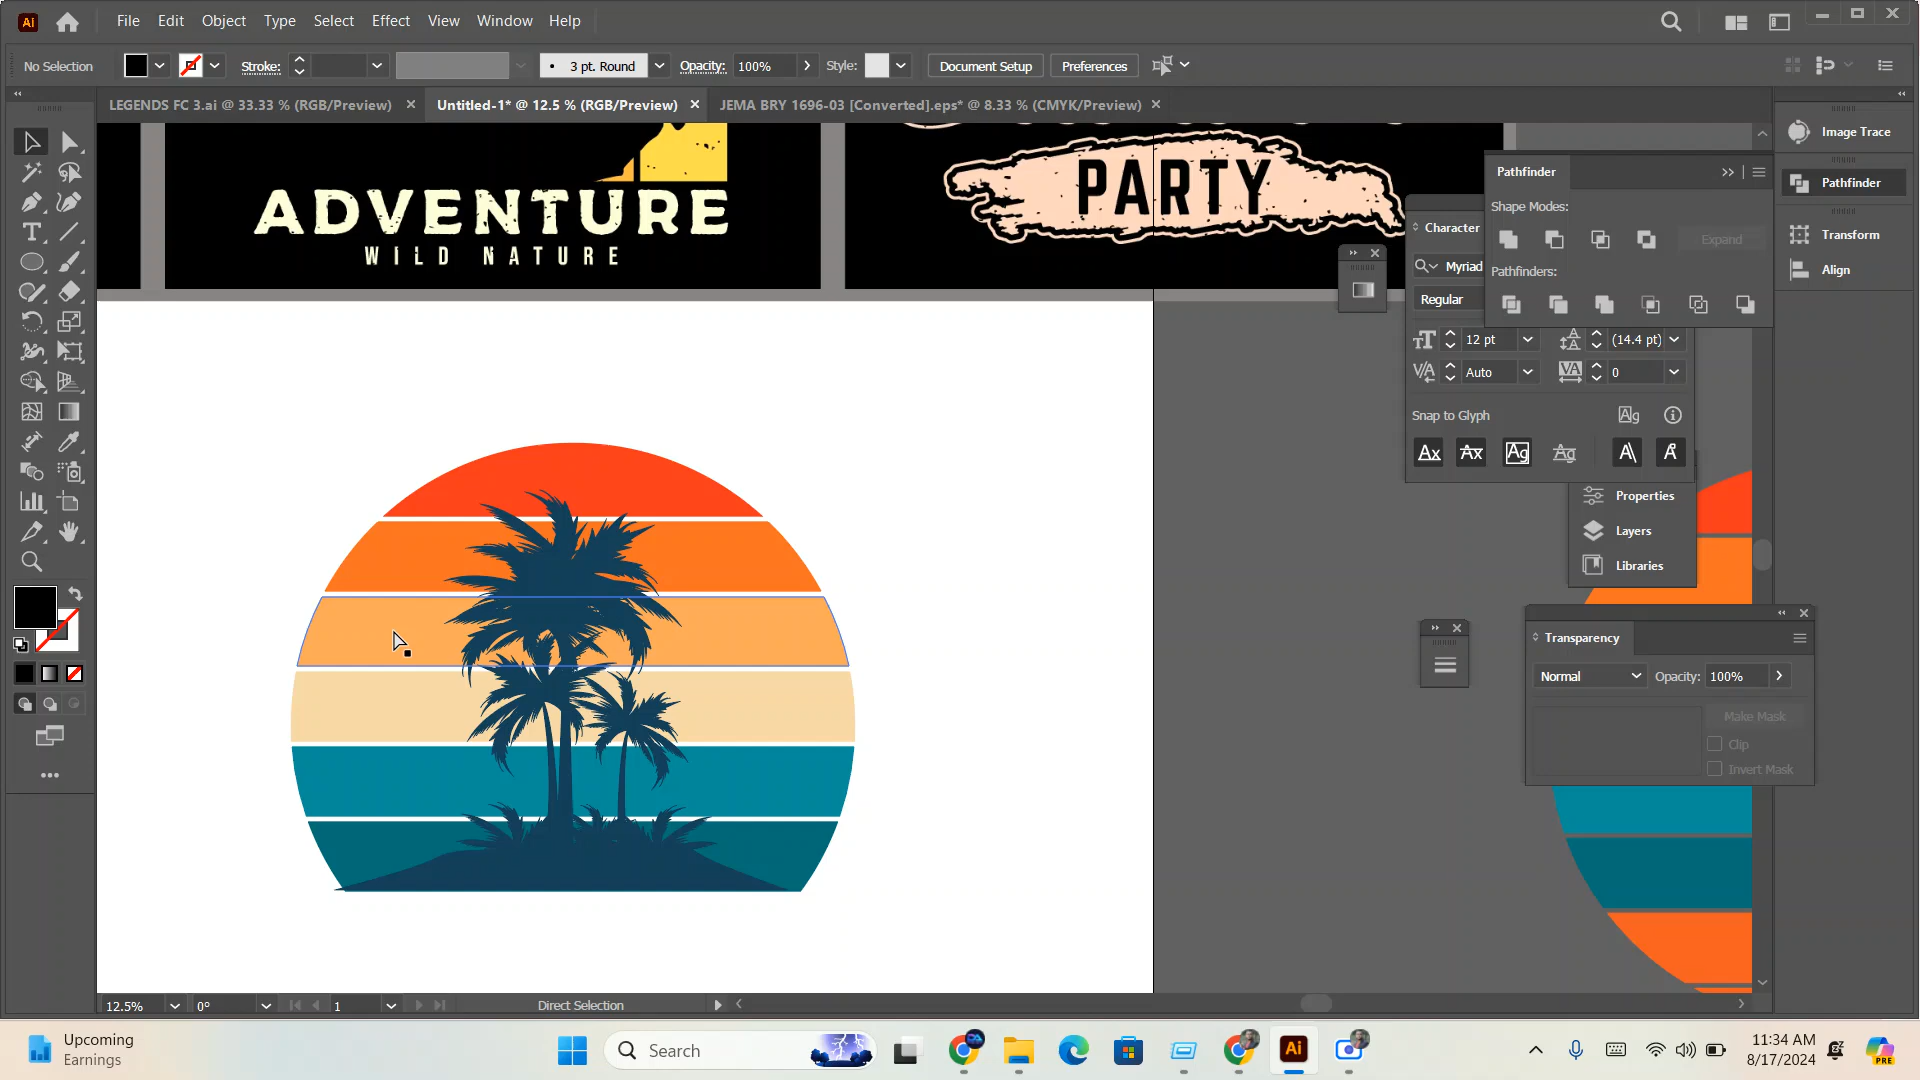 Ai File Edit Object Type Select Effect View Window Help
No Selection Stroke: 3 pt. Round Opacity: 100% Style: Document Setup Preferences
LEGENDS FC 3.ai @ 33.33 % (RGB/Preview) Untitled-1* @ 12.5 % (RGB/Preview) JEMA BRY 1696-03 [Converted].eps* @ 8.33 % (CMYK/Preview)
ADVENTURE
WILD NATURE
PARTY
Pathfinder
Shape Modes:
Expand
Pathfinders:
Character
Myriad
Regular
12 pt (14.4 pt)
Auto 0
Snap to Glyph
Properties
Layers
Libraries
Transparency
Normal Opacity: 100%
Make Mask
Clip
Invert Mask
Image Trace
Pathfinder
Transform
Align
12.5% 0° 1 Direct Selection
Upcoming
Earnings
Search
Ai
11:34 AM
8/17/2024
PRE